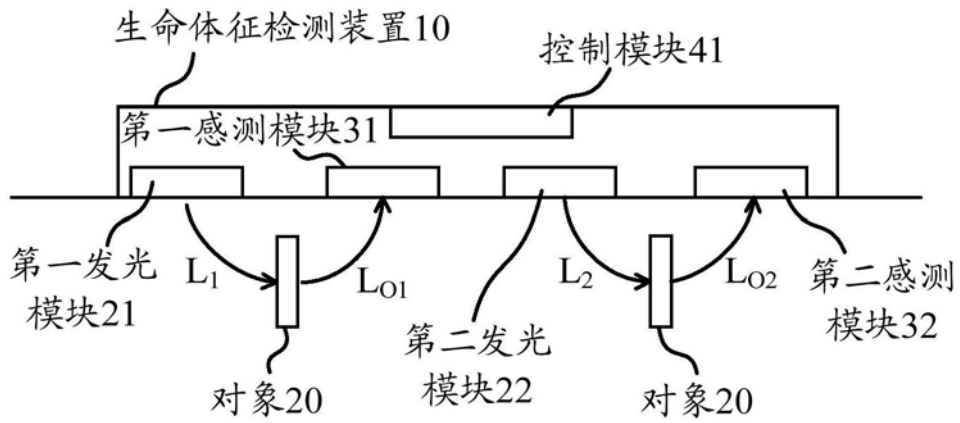 生命体征检测装置10
控制模块41
第一感测模块31
第一发光
模块21
L1
LO1
L2
LO2
第二感测
模块32
第二发光
模块22
对象20
对象20